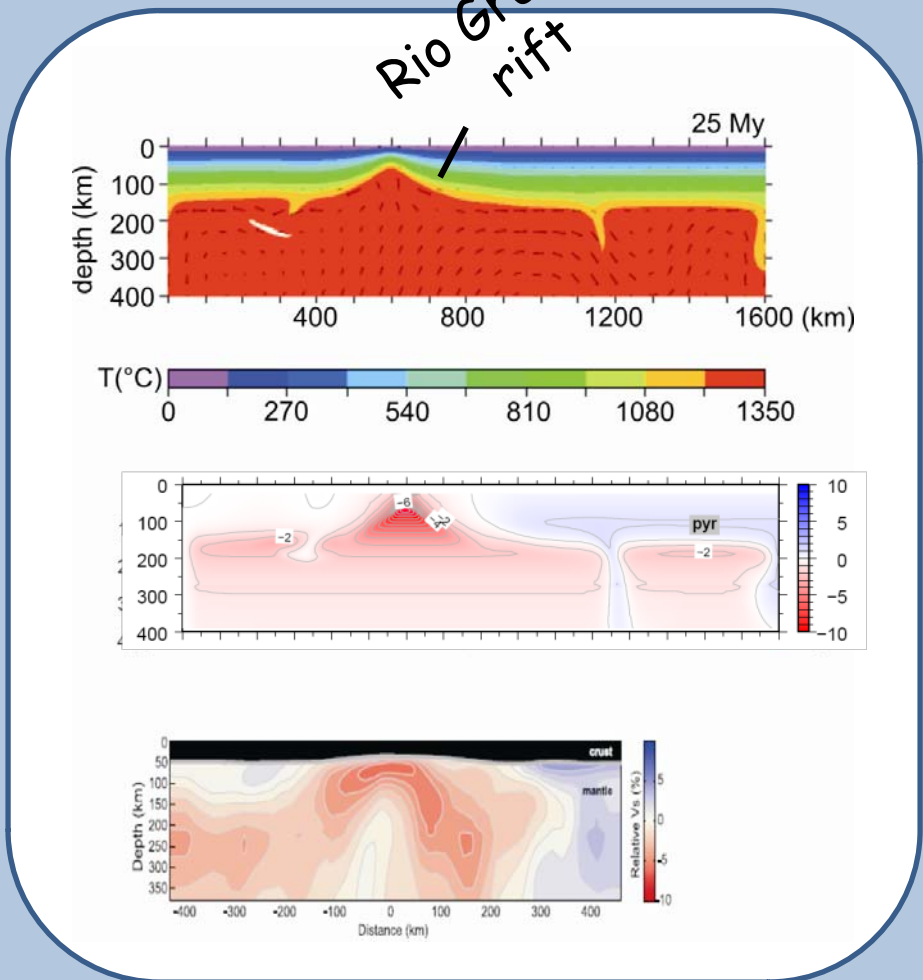 Rio
rift
25 My
0
100
200
300
400
depth (km)
400 800 1200 1600 (km)
T(°C)
0 270 540 810 1080 1350
0
100
200
300
400
−6
−2
−2
pyr
−2
10
5
0
−5
−10
0
50
100
150
200
250
300
350
Depth (km)
crust
mantle
-400 -300 -200 -100 0 100 200 300 400
Distance (km)
5
0
-5
-10
Relative Vs (%)